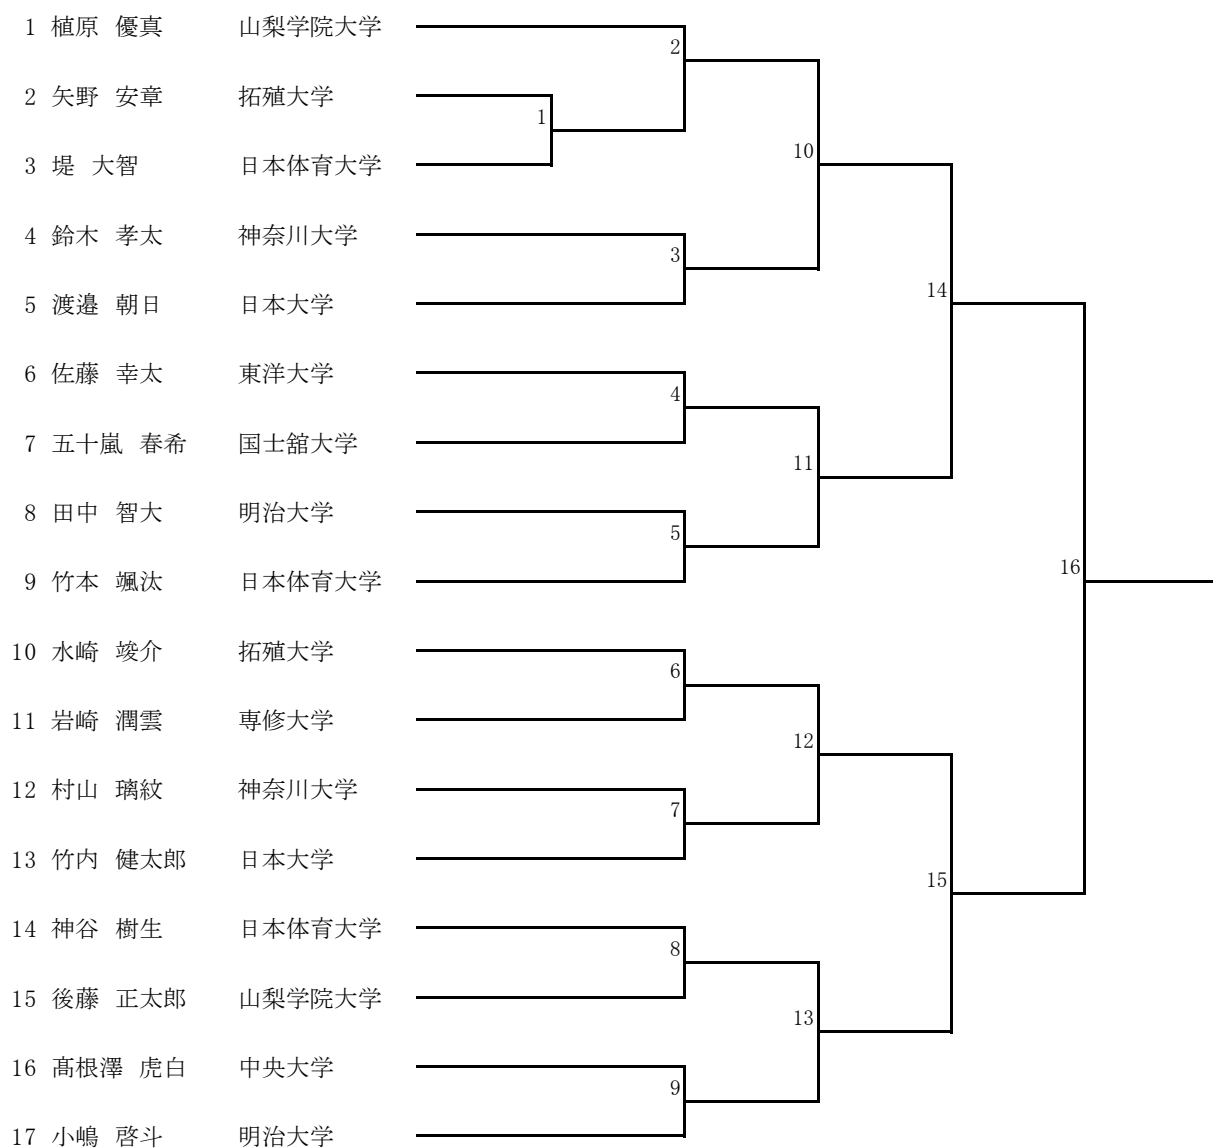 1 植原 優真 山梨学院大学
2
2 矢野 安章 拓殖大学
1
10
3 堤 大智 日本体育大学
4 鈴木 孝太 神奈川大学
3
14
5 渡邉 朝日 日本大学
6 佐藤 幸太 東洋大学
4
7 五十嵐 春希 国士舘大学
11
8 田中 智大 明治大学
5
16
9 竹本 颯汰 日本体育大学
10 水崎 竣介 拓殖大学
6
11 岩崎 潤雲 専修大学
12
12 村山 璃紋 神奈川大学
7
13 竹内 健太郎 日本大学
15
14 神谷 樹生 日本体育大学
8
15 後藤 正太郎 山梨学院大学
13
16 髙根澤 虎白 中央大学
9
17 小嶋 啓斗 明治大学